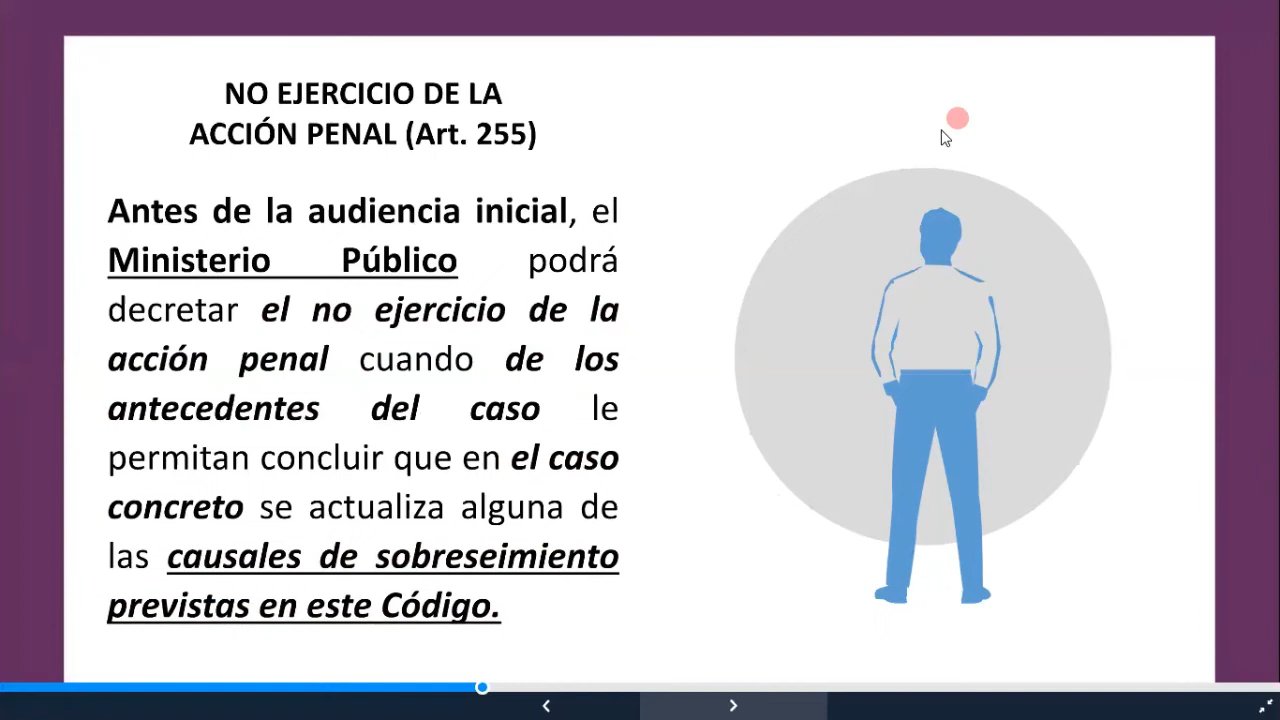 NO EJERCICIO DE LA
ACCIÓN PENAL (Art. 255)
Antes de la audiencia inicial, el
Ministerio Público podrá
decretar el no ejercicio de la
acción penal cuando de los
antecedentes del caso le
permitan concluir que en el caso
concreto se actualiza alguna de
las causales de sobreseimiento
previstas en este Código.